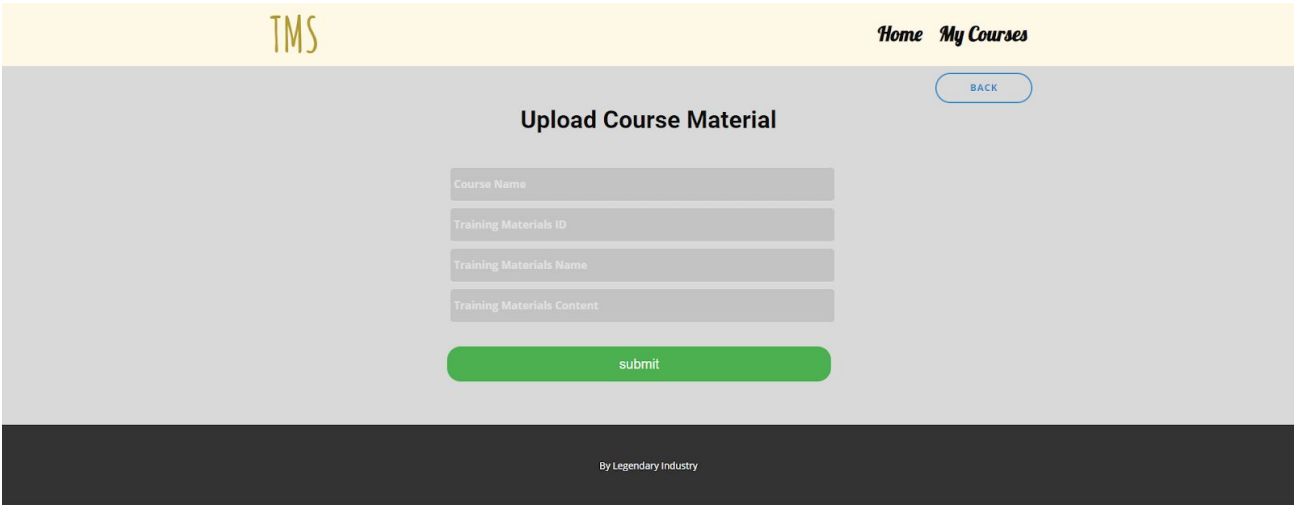 TMS
Home My Courses
BACK
Upload Course Material
Course Name
Training Materials ID
Training Materials Name
Training Materials Content
submit
By Legendary Industry